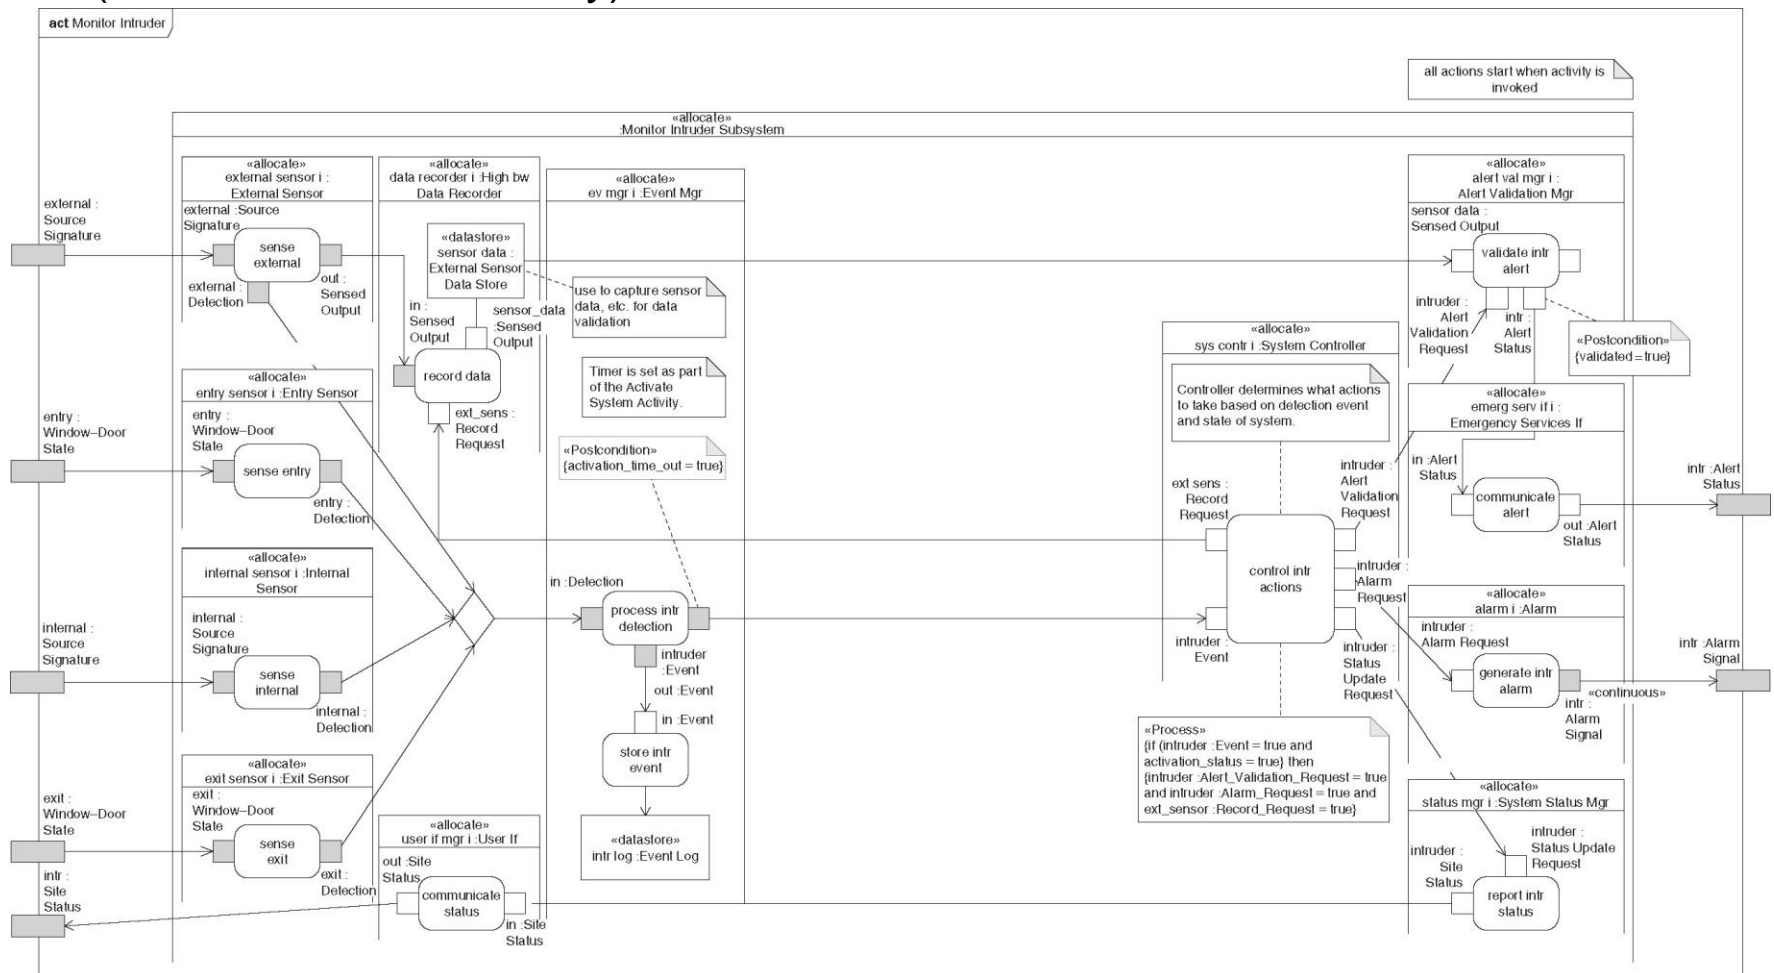 act Monitor Intruder
all actions start when activity is
invoked
«allocate»
:Monitor Intruder Subsystem
«allocate»
external sensor i :
External Sensor
«allocate»
data recorder i :High bw
Data Recorder
«allocate»
ev mgr i :Event Mgr
«allocate»
alert val mgr i :
Alert Validation Mgr
external :
Source
Signature
external :Source
Signature
sense
external
external :
Detection
out :
Sensed
Output
«datastore»
sensor data :
External Sensor
Data Store
in :
Sensed
Output
sensor_data
:Sensed
Output
record data
ext_sens :
Record
Request
use to capture sensor
data, etc. for data
validation
Timer is set as part
of the Activate
System Activity.
«Postcondition»
{activation_time_out = true}
sensor data :
Sensed Output
validate intr
alert
intruder :
Alert
Validation
Request
intr :
Alert
Status
«Postcondition»
{validated=true}
«allocate»
sys contr i :System Controller
Controller determines what actions
to take based on detection event
and state of system.
«allocate»
entry sensor i :Entry Sensor
entry :
Window–Door
State
entry :
Window–Door
State
sense entry
entry :
Detection
«allocate»
emerg serv if i :
Emergency Services If
in :Alert
Status
communicate
alert
out :Alert
Status
intr :Alert
Status
ext sens :
Record
Request
intruder :
Alert
Validation
Request
control intr
actions
intruder :
Alarm
Request
intruder :
Event
intruder :
Status
Update
Request
«allocate»
internal sensor i :Internal
Sensor
internal :
Source
Signature
internal :
Source
Signature
sense
internal
internal :
Detection
in :Detection
process intr
detection
intruder
:Event
out :Event
in :Event
store intr
event
«datastore»
intr log :Event Log
«allocate»
alarm i :Alarm
intruder :
Alarm Request
generate intr
alarm
«continuous»
intr :
Alarm
Signal
intr :Alarm
Signal
«Process»
{if (intruder :Event = true and
activation_status = true} then
{intruder :Alert_Validation_Request = true
and intruder :Alarm_Request = true and
ext_sensor :Record_Request = true}
«allocate»
exit sensor i :Exit Sensor
exit :
Window–Door
State
exit :
Window–Door
State
sense
exit
exit :
Detection
«allocate»
user if mgr i :User If
out :Site
Status
communicate
status
in :Site
Status
intr :
Site
Status
«allocate»
status mgr i :System Status Mgr
intruder :
Status Update
Request
intruder :
Site
Status
report intr
status